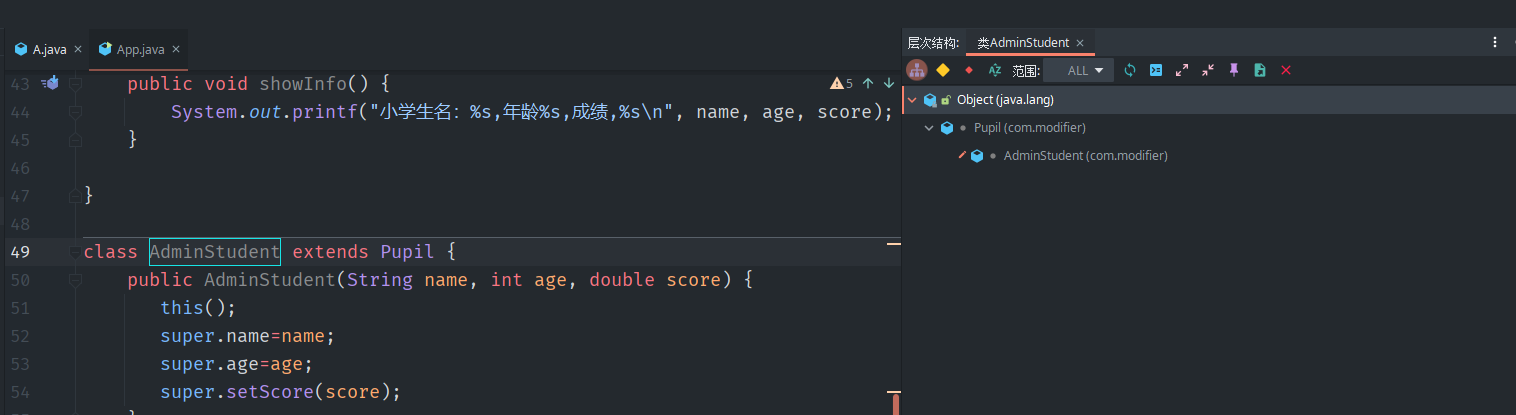 A.java
App.java
43 public void showInfo() {
44 System.out.printf("小学生名：%s,年龄%s,成绩,%s\n", name, age, score);
45 }
46
47 }
48
49 class AdminStudent extends Pupil {
50 public AdminStudent(String name, int age, double score) {
51 this();
52 super.name=name;
53 super.age=age;
54 super.setScore(score);
5
层次结构: 类AdminStudent
范围: ALL
Object (java.lang)
Pupil (com.modifier)
AdminStudent (com.modifier)